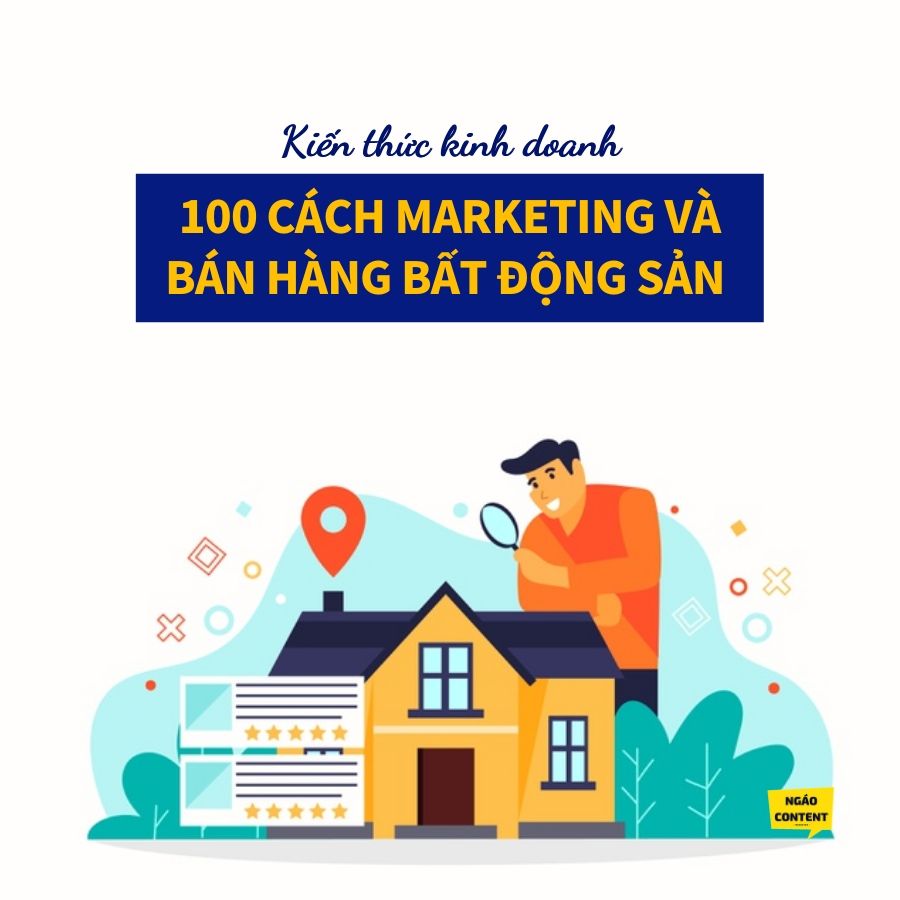 Kiến thức kinh doanh
100 CÁCH MARKETING VÀ
BÁN HÀNG BẤT ĐỘNG SẢN
NGÁO
CONTENT